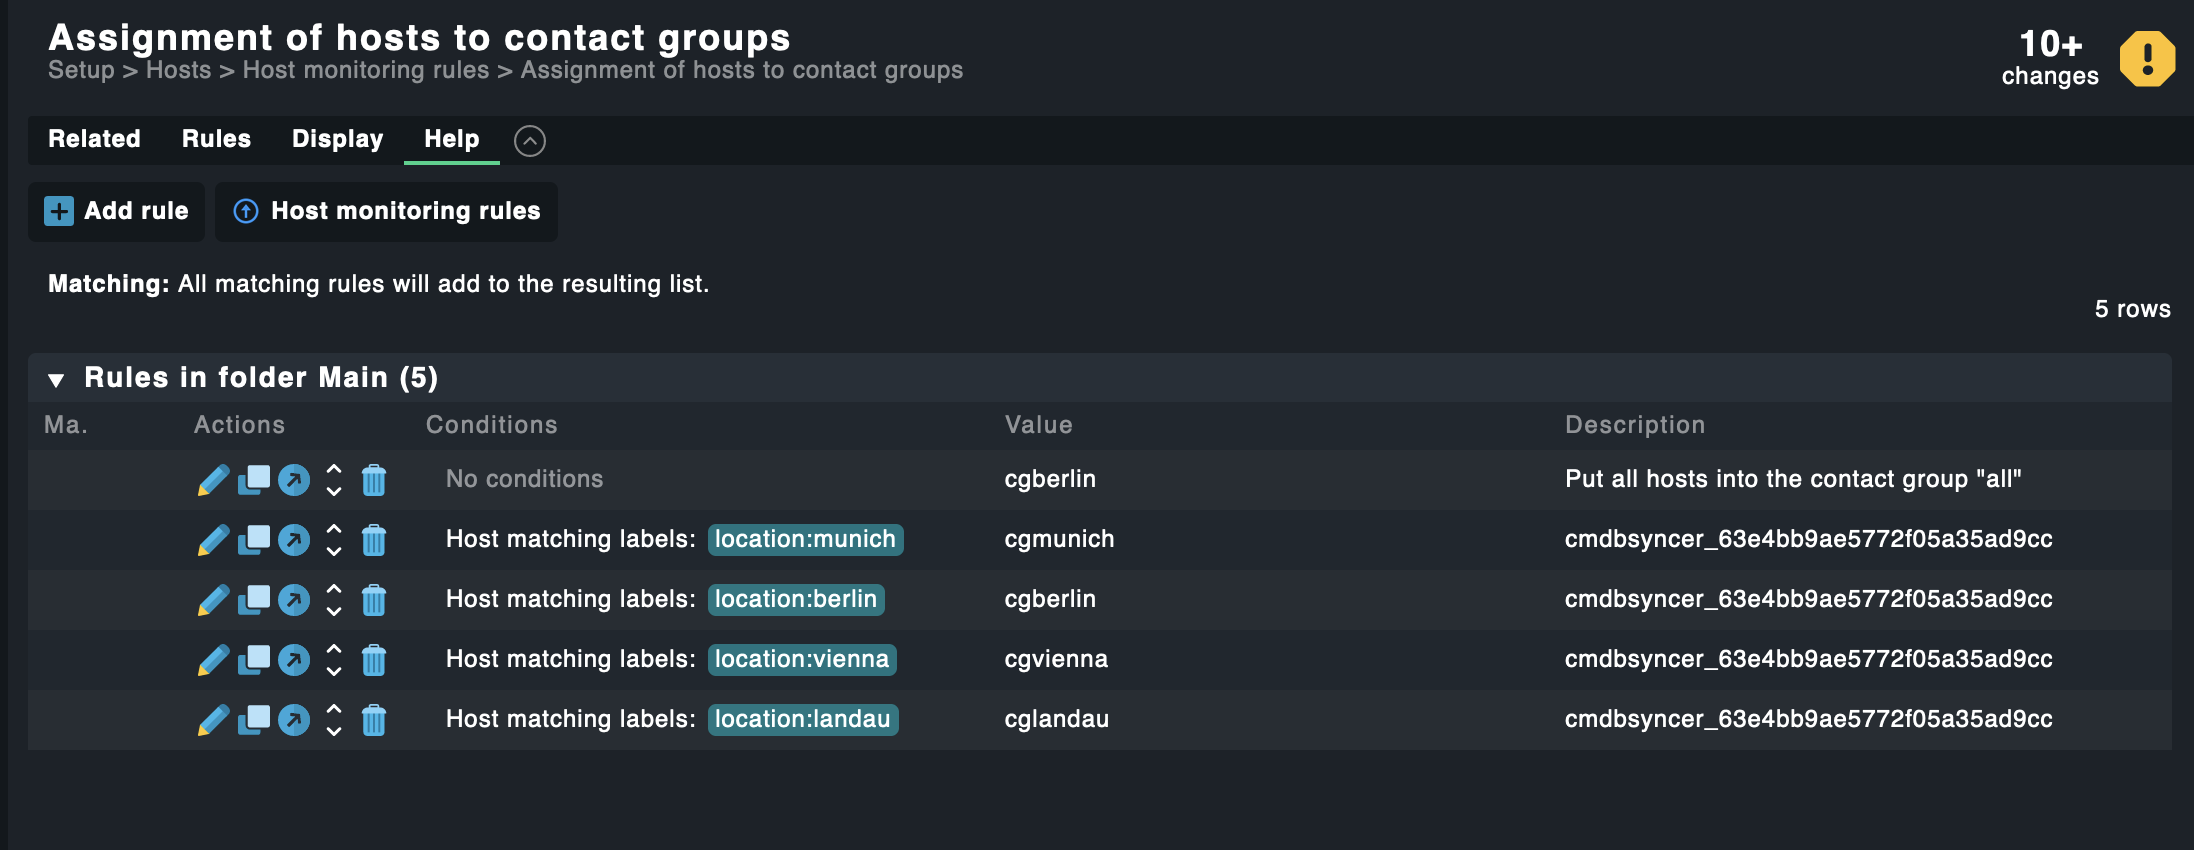 Assignment of hosts to contact groups
Setup > Hosts > Host monitoring rules > Assignment of hosts to contact groups
10+
changes
Related Rules Display Help
Add rule Host monitoring rules
Matching: All matching rules will add to the resulting list.
5 rows
Rules in folder Main (5)
Ma. Actions Conditions Value Description
No conditions cgberlin Put all hosts into the contact group "all"
Host matching labels: location:munich cgmunich cmdbsyncer_63e4bb9ae5772f05a35ad9cc
Host matching labels: location:berlin cgberlin cmdbsyncer_63e4bb9ae5772f05a35ad9cc
Host matching labels: location:vienna cgvienna cmdbsyncer_63e4bb9ae5772f05a35ad9cc
Host matching labels: location:landau cglandau cmdbsyncer_63e4bb9ae5772f05a35ad9cc